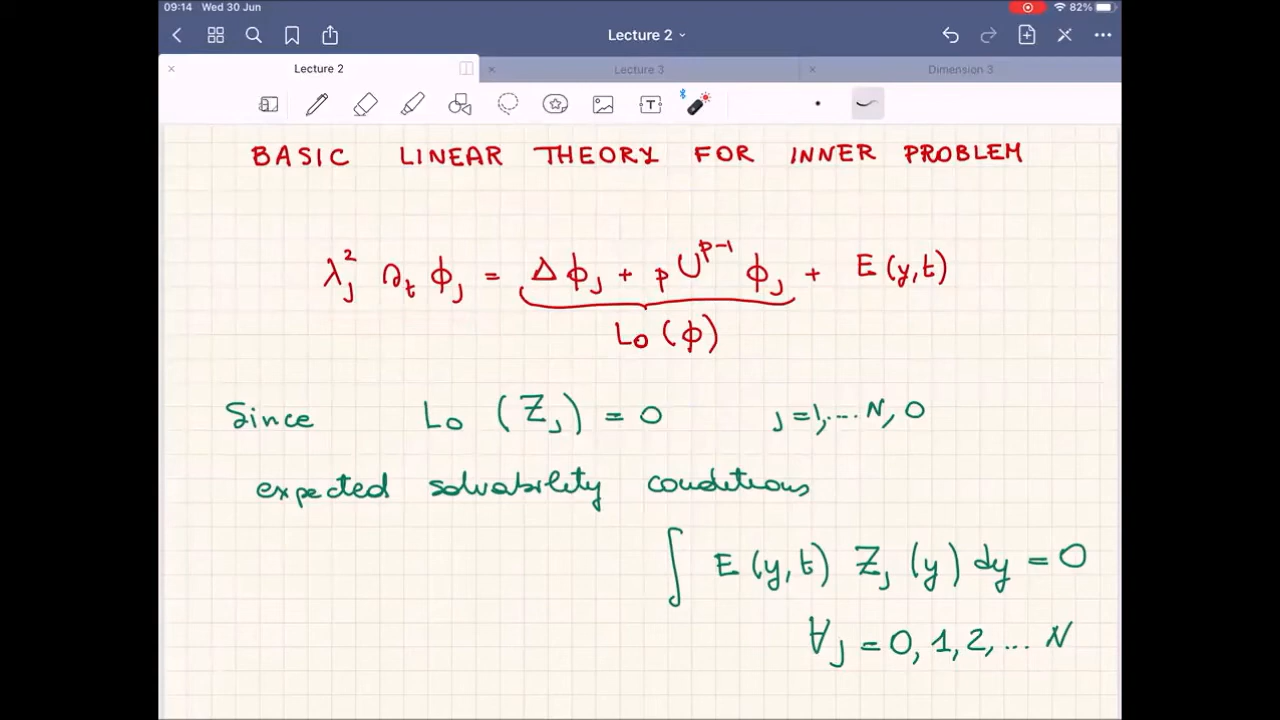 09:14 Wed 30 Jun 82%
Lecture 2
Lecture 2 Lecture 3 Dimension 3
BASIC LINEAR THEORY FOR INNER PROBLEM
λ_j^2 ∂_t ϕ_j = Δϕ_j + p U^{p-1} ϕ_j + E(y,t)
L_0(ϕ)
Since L_0 (Z_j) = 0 j=1,...N, 0
expected solvability conditions
∫ E(y,t) Z_j (y) dy = 0
∀j = 0, 1, 2, ... N